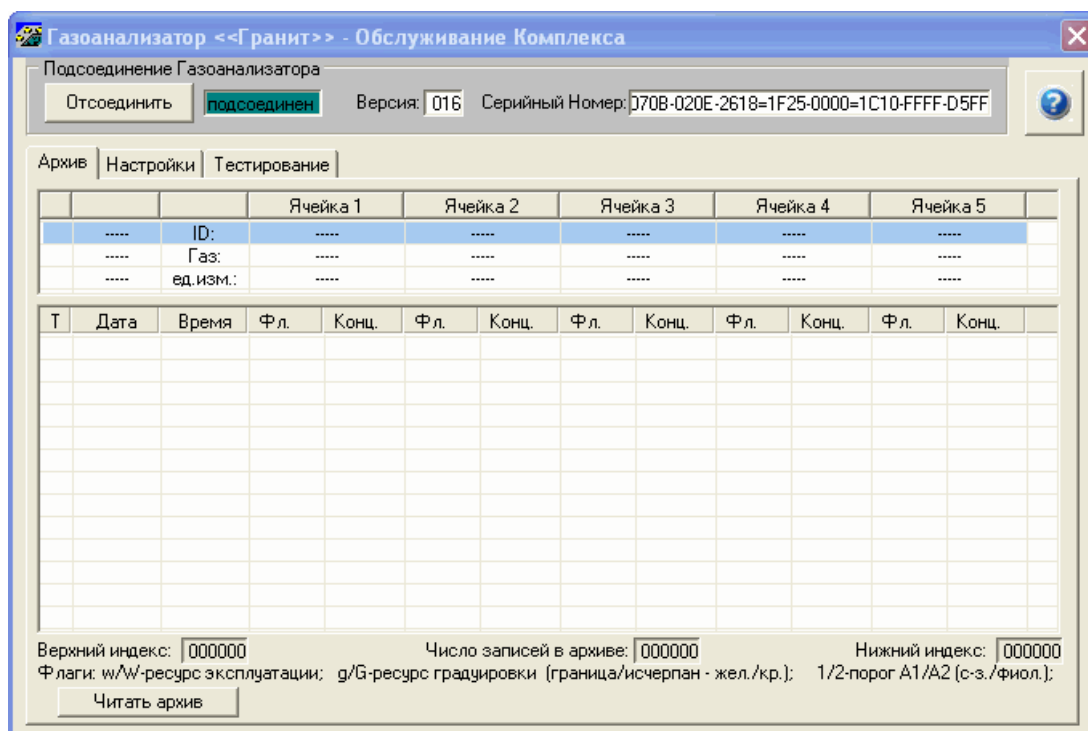 Газоанализатор <<Гранит>> - Обслуживание Комплекса
Подсоединение Газоанализатора
Отсоединить подсоединен Версия: 016 Серийный Номер: 070B-020E-2618=1F25-0000=1C10-FFFF-D5FF
Архив Настройки Тестирование
Ячейка 1 Ячейка 2 Ячейка 3 Ячейка 4 Ячейка 5
----- ID: ----- ----- ----- ----- -----
----- Газ: ----- ----- ----- ----- -----
----- ед.изм.: ----- ----- ----- ----- -----
T Дата Время Фл. Конц. Фл. Конц. Фл. Конц. Фл. Конц. Фл. Конц.
Верхний индекс: 000000 Число записей в архиве: 000000 Нижний индекс: 000000
Флаги: w/W-ресурс эксплуатации; g/G-ресурс градуировки (граница/исчерпан - жел./кр.); 1/2-порог A1/A2 (с-з./фиол.);
Читать архив